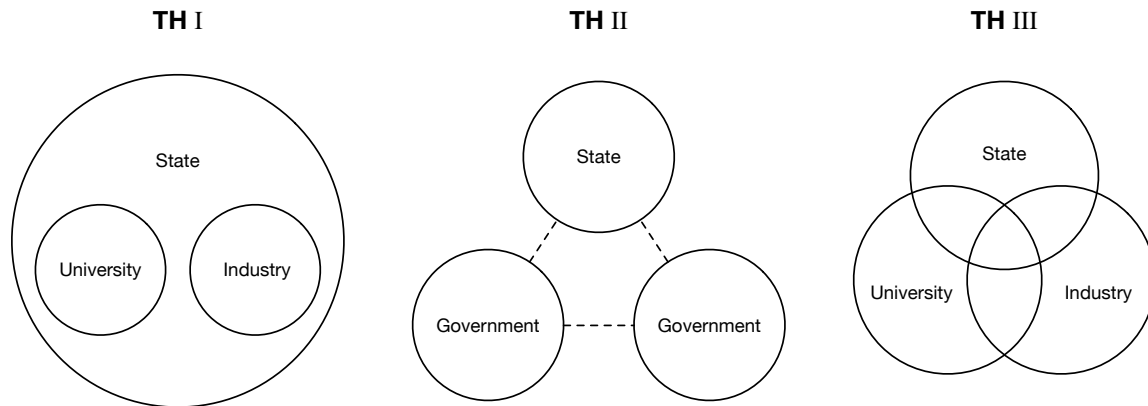 TH I
State
University
Industry
TH II
State
Government
Government
TH III
State
University
Industry